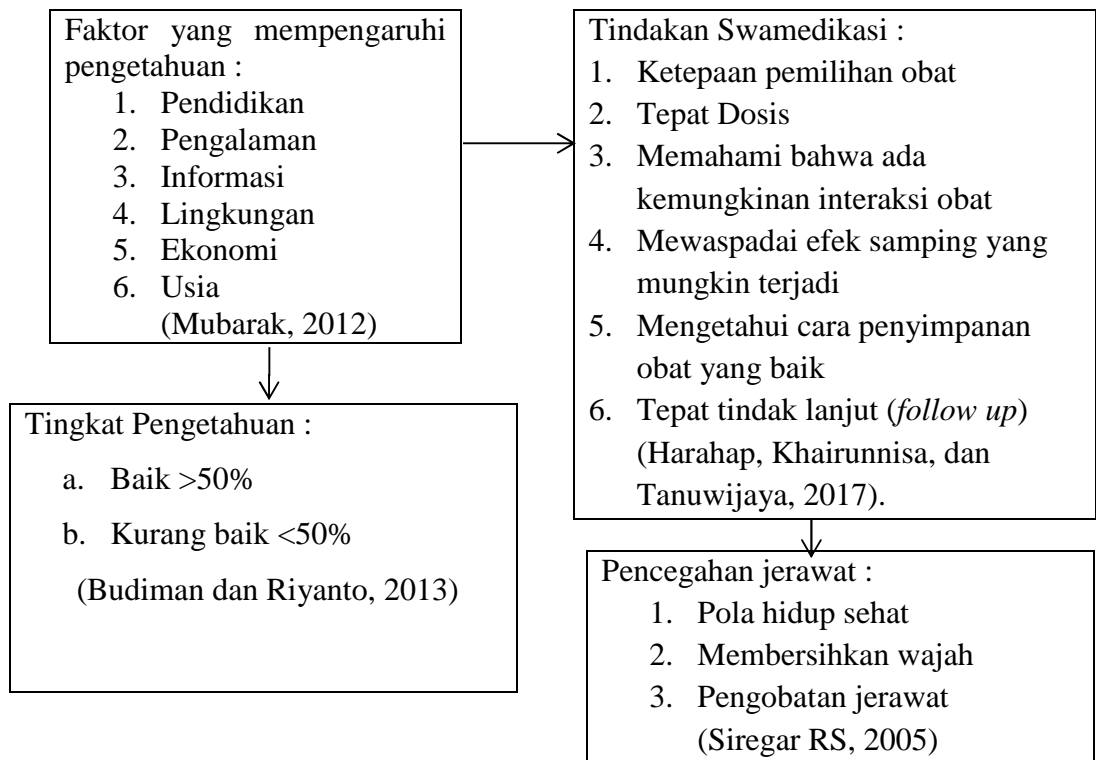 Faktor yang mempengaruhi
pengetahuan :
1. Pendidikan
2. Pengalaman
3. Informasi
4. Lingkungan
5. Ekonomi
6. Usia
(Mubarak, 2012)
Tingkat Pengetahuan :
a. Baik >50%
b. Kurang baik <50%
(Budiman dan Riyanto, 2013)
Tindakan Swamedikasi :
1. Ketepaan pemilihan obat
2. Tepat Dosis
3. Memahami bahwa ada
kemungkinan interaksi obat
4. Mewaspadai efek samping yang
mungkin terjadi
5. Mengetahui cara penyimpanan
obat yang baik
6. Tepat tindak lanjut (follow up)
(Harahap, Khairunnisa, dan
Tanuwijaya, 2017).
Pencegahan jerawat :
1. Pola hidup sehat
2. Membersihkan wajah
3. Pengobatan jerawat
(Siregar RS, 2005)